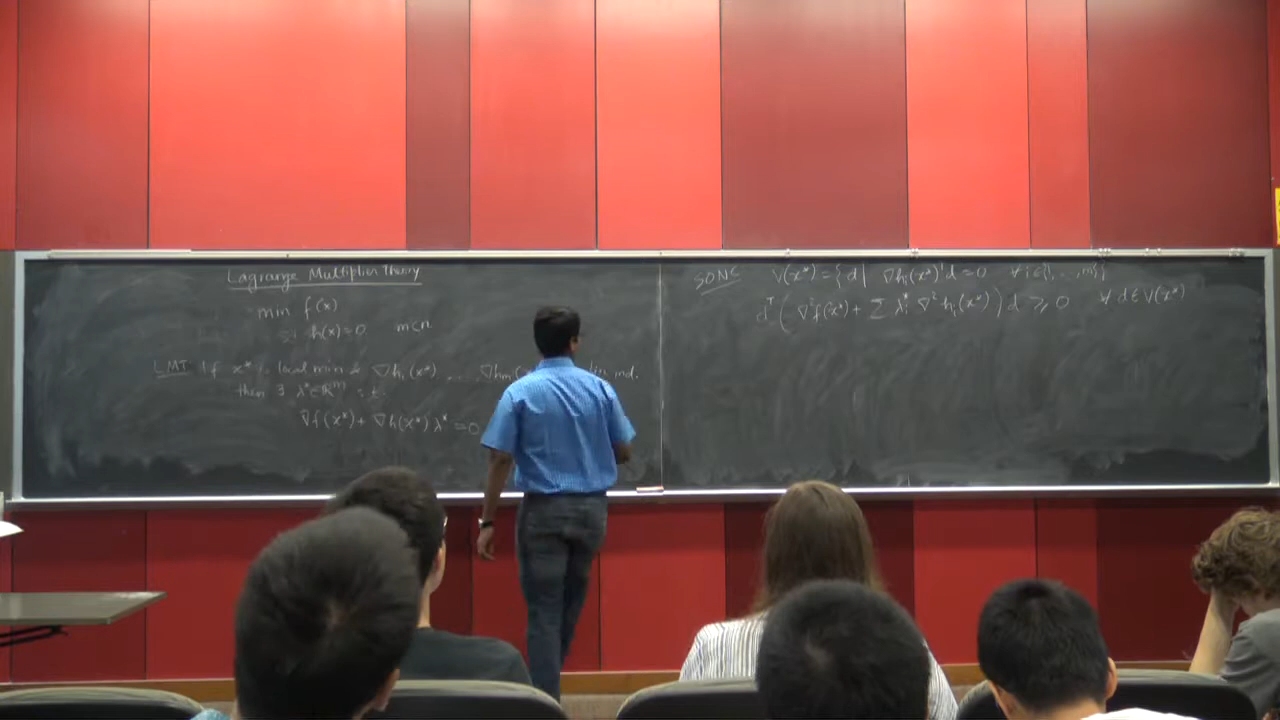 Lagrange Multiplier Theory
min f(x)
s.t. h(x)=0 m<n
LMT: If x* is local min & ∇h₁(x*) ..... ∇hm(x lin. ind.
then ∃ λ*∈ℝᵐ s.t.
∇f(x*) + ∇h(x*) λ* = 0
SONC V(x*) = {d | ∇hᵢ(x*)'d = 0 ∀ i∈{1,...,m}}
dᵀ(∇²f(x*) + Σ λᵢ* ∇²hᵢ(x*))d ≥ 0 ∀ d∈V(x*)